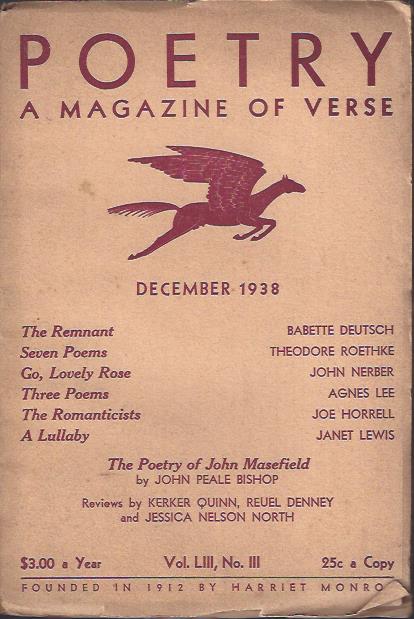 POETRY
A MAGAZINE OF VERSE
DECEMBER 1938
The Remnant BABETTE DEUTSCH
Seven Poems THEODORE ROETHKE
Go, Lovely Rose JOHN NERBER
Three Poems AGNES LEE
The Romanticists JOE HORRELL
A Lullaby JANET LEWIS
The Poetry of John Masefield
by JOHN PEALE BISHOP
Reviews by KERKER QUINN, REUEL DENNEY
and JESSICA NELSON NORTH
$3.00 a Year Vol. LIII, No. III 25c a Copy
FOUNDED IN 1912 BY HARRIET MONRO